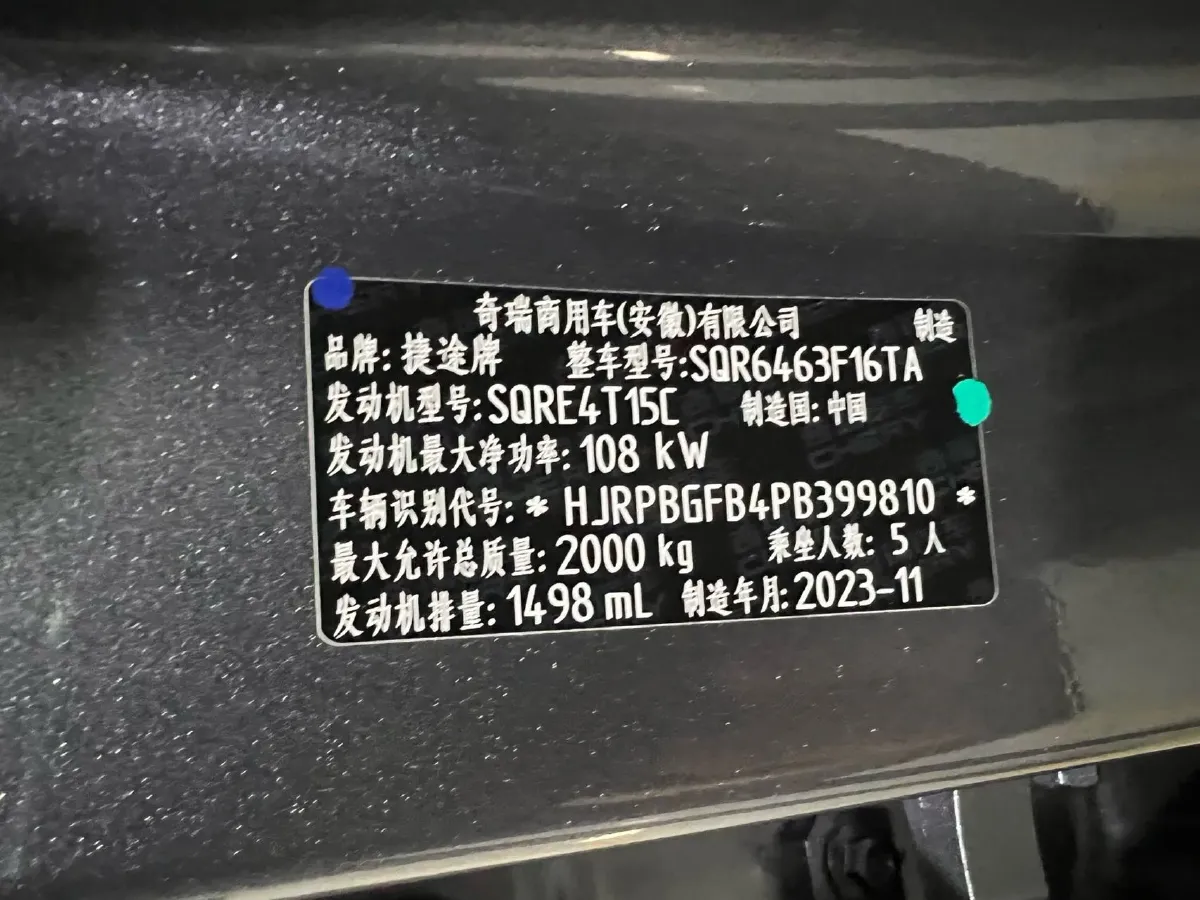 奇瑞商用车(安徽)有限公司 制造
品牌: 捷途牌 整车型号:SQR6463F16TA
发动机型号:SQRE4T15C 制造国: 中国
发动机最大净功率: 108 kW
车辆识别代号: * HJRPBGFB4PB399810 *
最大允许总质量: 2000 kg 乘坐人数: 5 人
发动机排量: 1498 mL 制造年月: 2023-11